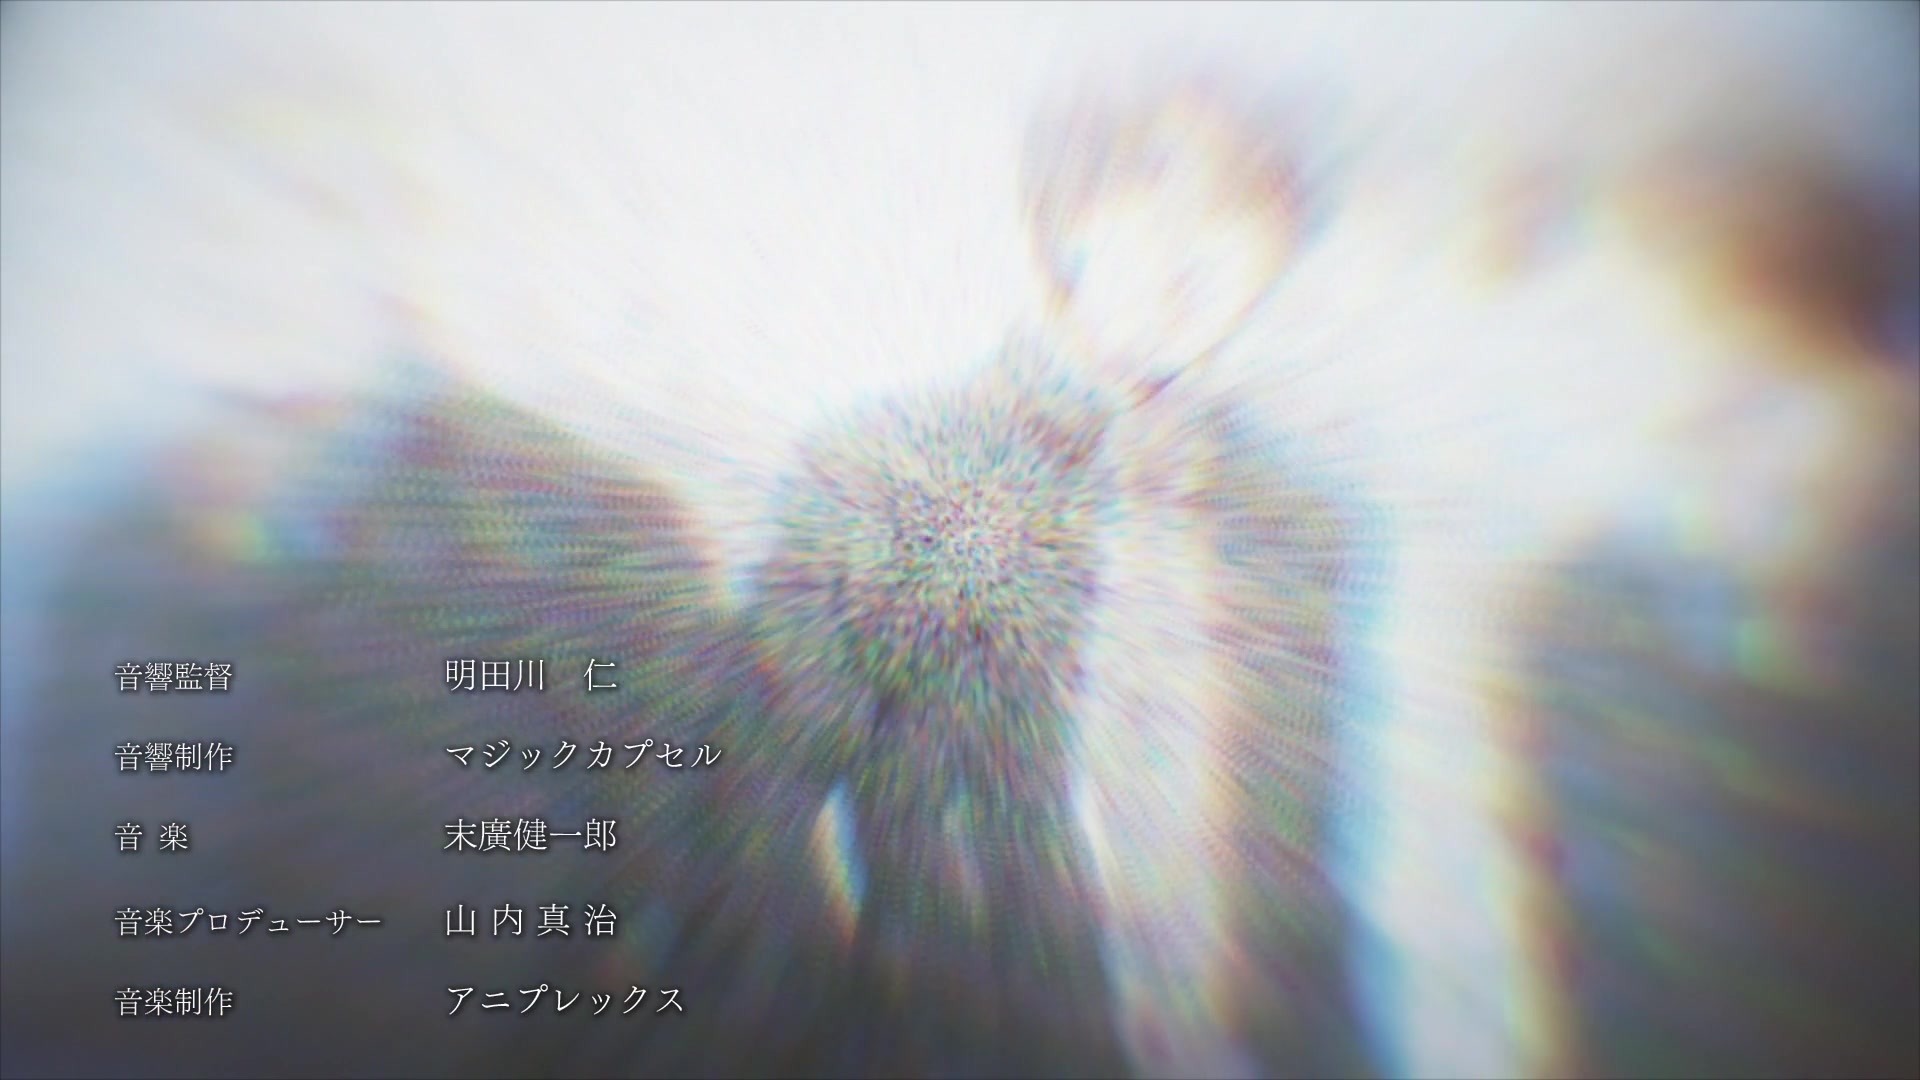 音響監督 明田川 仁
音響制作 マジックカプセル
音楽 末廣健一郎
音楽プロデューサー 山内真治
音楽制作 アニプレックス